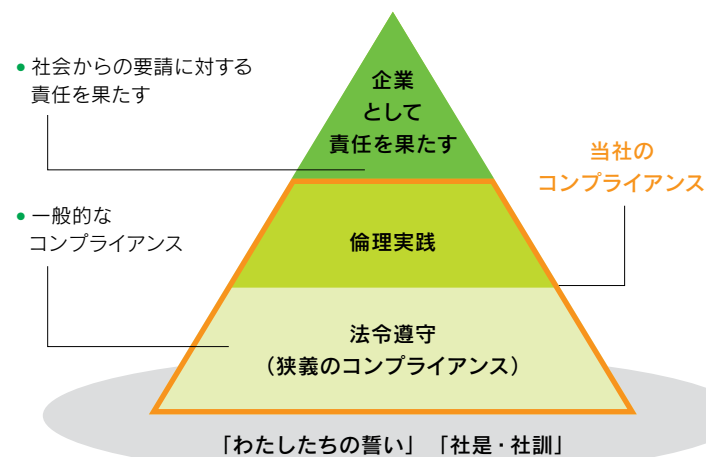 • 社会からの要請に対する
責任を果たす
企業
として
責任を果たす
当社の
コンプライアンス
• 一般的な
コンプライアンス
倫理実践
法令遵守
（狭義のコンプライアンス）
「わたしたちの誓い」「社是・社訓」